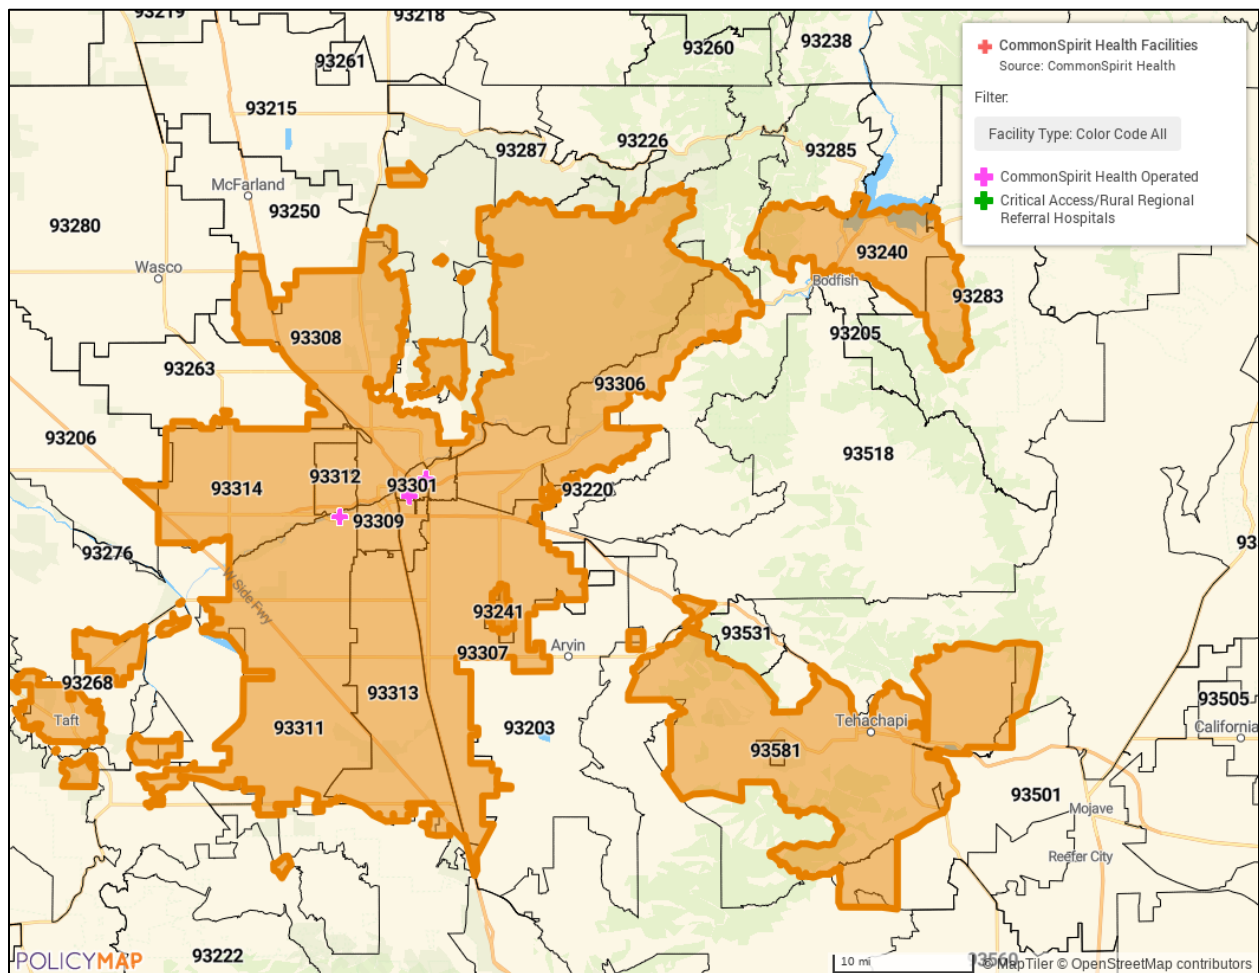 93219
93218
93260
93238
93261
93215
93287
93226
93285
McFarland
93250
93280
Wasco
93240
Bodfish
93283
93308
93205
93263
93306
93206
93518
93312
93314
93301
93220
93309
93276
W Side Fwy
93241
93531
93307
Arvin
93268
93313
93505
Taft
93311
93203
Tehachapi
California
93581
93501
Mojave
Reefer City
93222
93560
93
CommonSpirit Health Facilities
Source: CommonSpirit Health
Filter:
Facility Type: Color Code All
CommonSpirit Health Operated
Critical Access/Rural Regional
Referral Hospitals
POLICYMAP
10 mi
© MapTiler © OpenStreetMap contributors